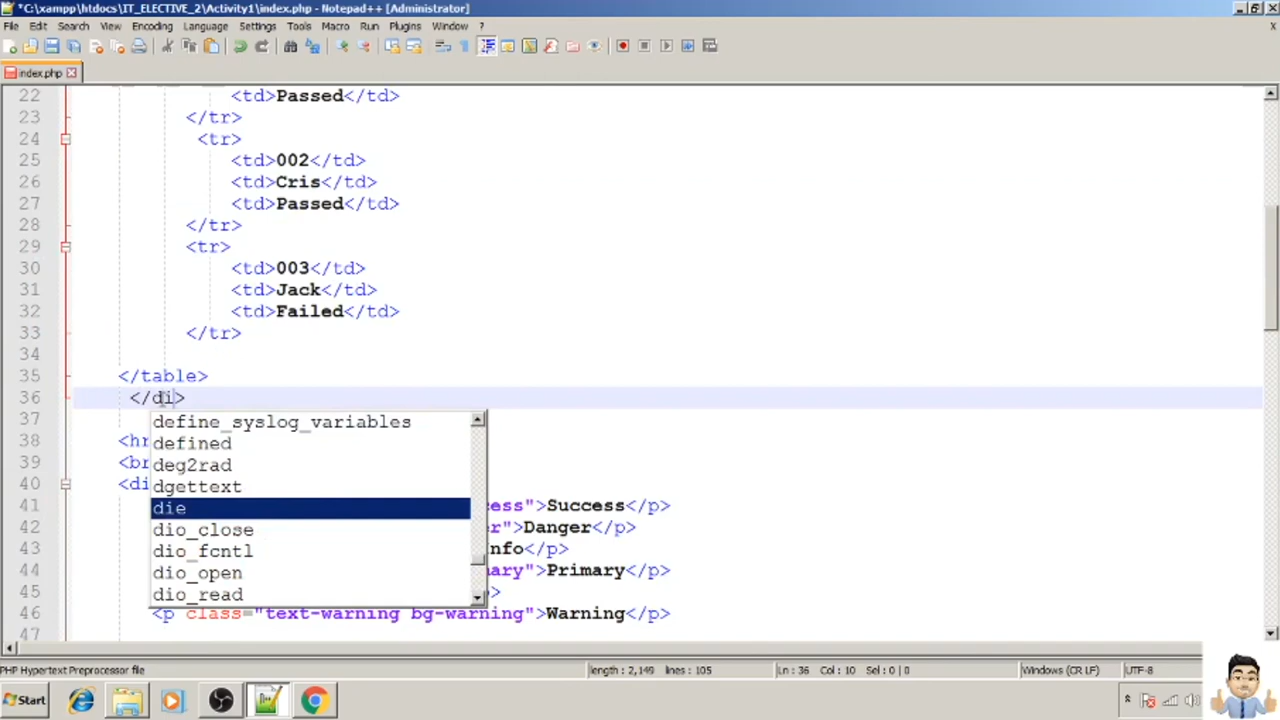 *C:\xampp\htdocs\IT_ELECTIVE_2\Activity1\index.php - Notepad++ [Administrator]
File Edit Search View Encoding Language Settings Tools Macro Run Plugins Window ? X
index.php
22 <td>Passed</td>
23 </tr>
24 <tr>
25 <td>002</td>
26 <td>Cris</td>
27 <td>Passed</td>
28 </tr>
29 <tr>
30 <td>003</td>
31 <td>Jack</td>
32 <td>Failed</td>
33 </tr>
34
35 </table>
36 </di>
37 define_syslog_variables
38 <hr defined
39 <br deg2rad
40 <di dgettext
41 die ess">Success</p>
42 dio_close r">Danger</p>
43 dio_fcntl nfo</p>
44 dio_open ary">Primary</p>
45 dio_read >
46 <p class="text-warning bg-warning">Warning</p>
47
PHP Hypertext Preprocessor file length : 2,149 lines : 105 Ln : 36 Col : 10 Sel : 0 | 0 Windows (CR LF) UTF-8
Start